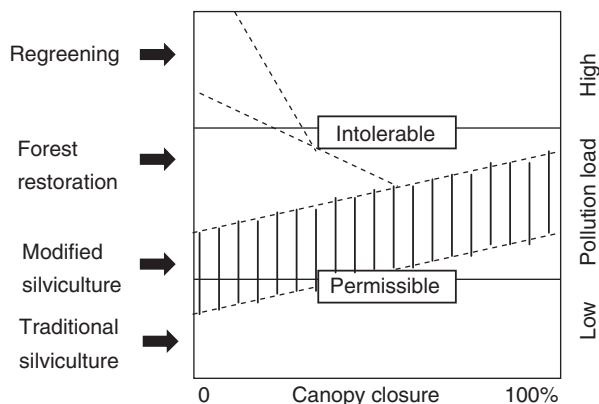 Regreening
High
Intolerable
Forest
restoration
Pollution load
Modified
silviculture
Permissible
Low
Traditional
silviculture
0
Canopy closure
100%